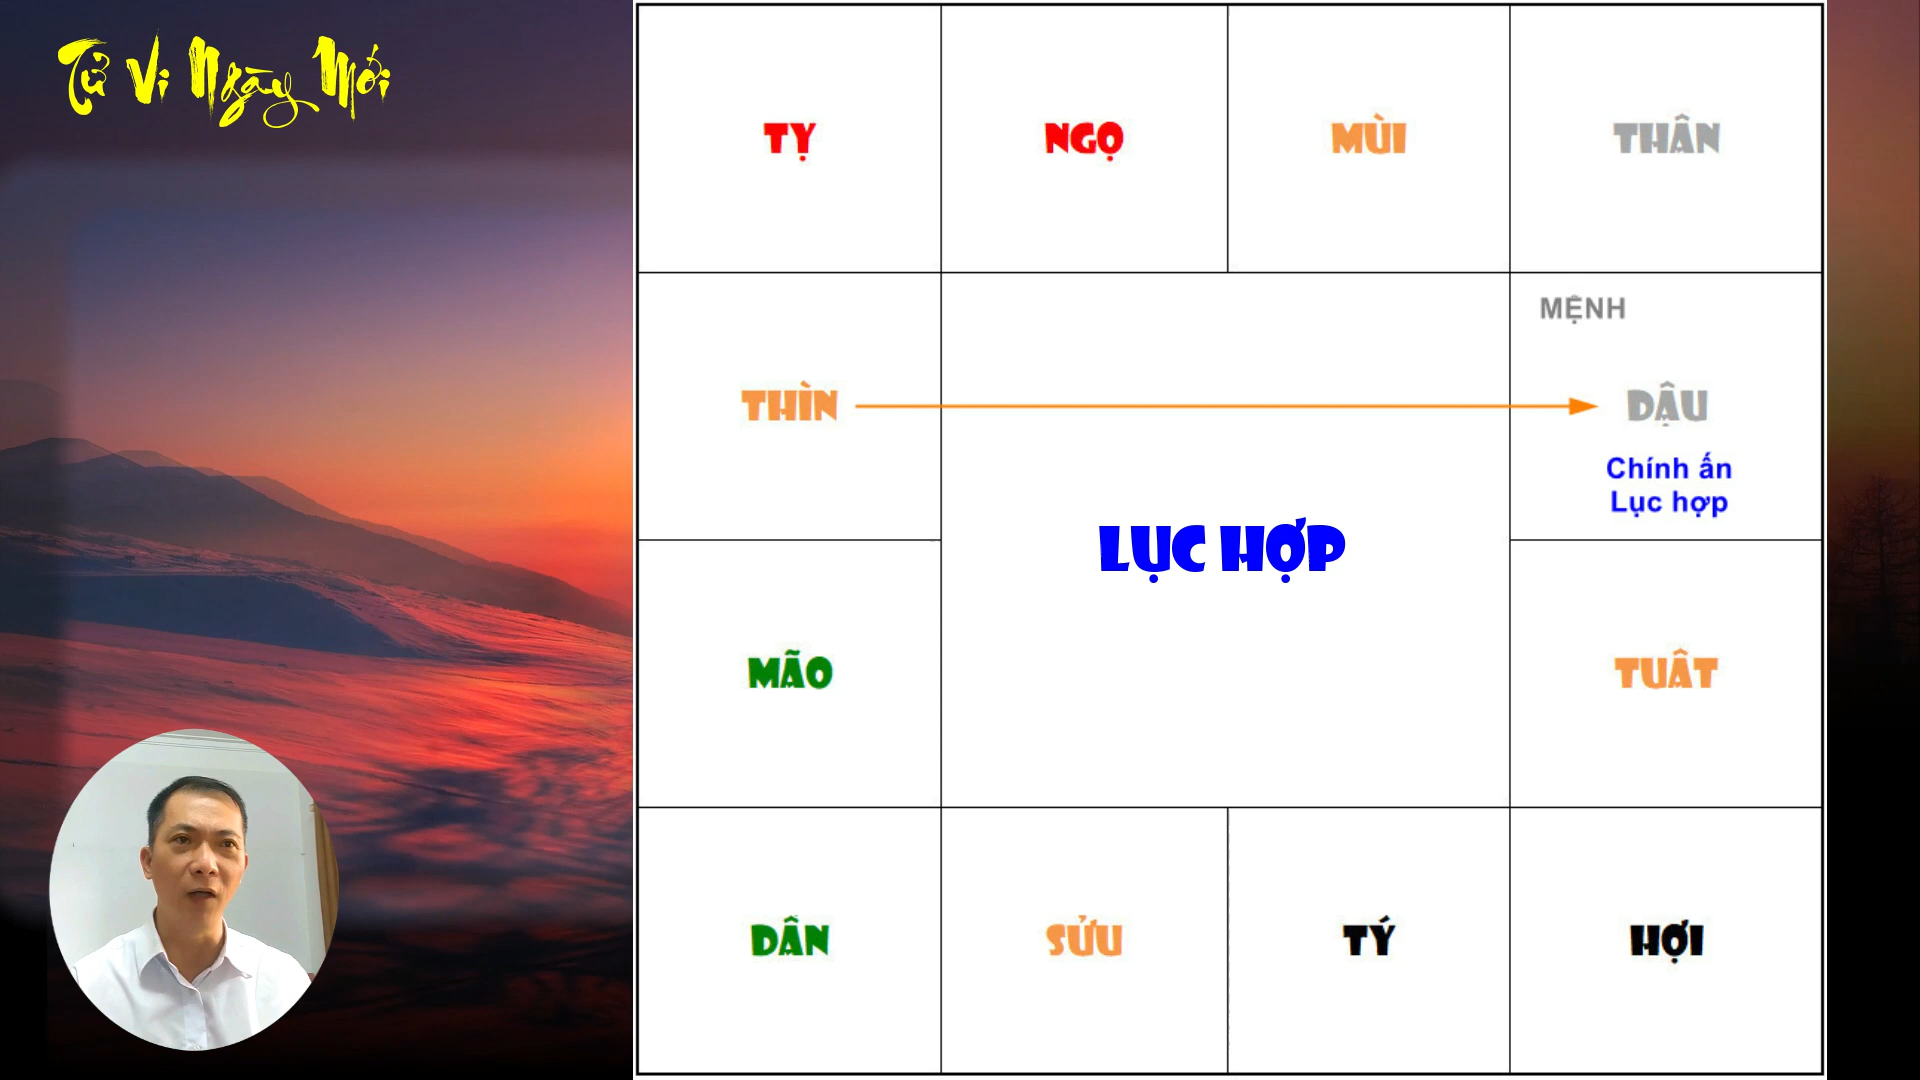 Tử Vi Ngày Mới
TỴ
NGỌ
MÙI
THÂN
MỆNH
THÌN
DẬU
Chính ấn
Lục hợp
LỤC HỢP
MÃO
TUẤT
DẦN
SỬU
TÝ
HỢI